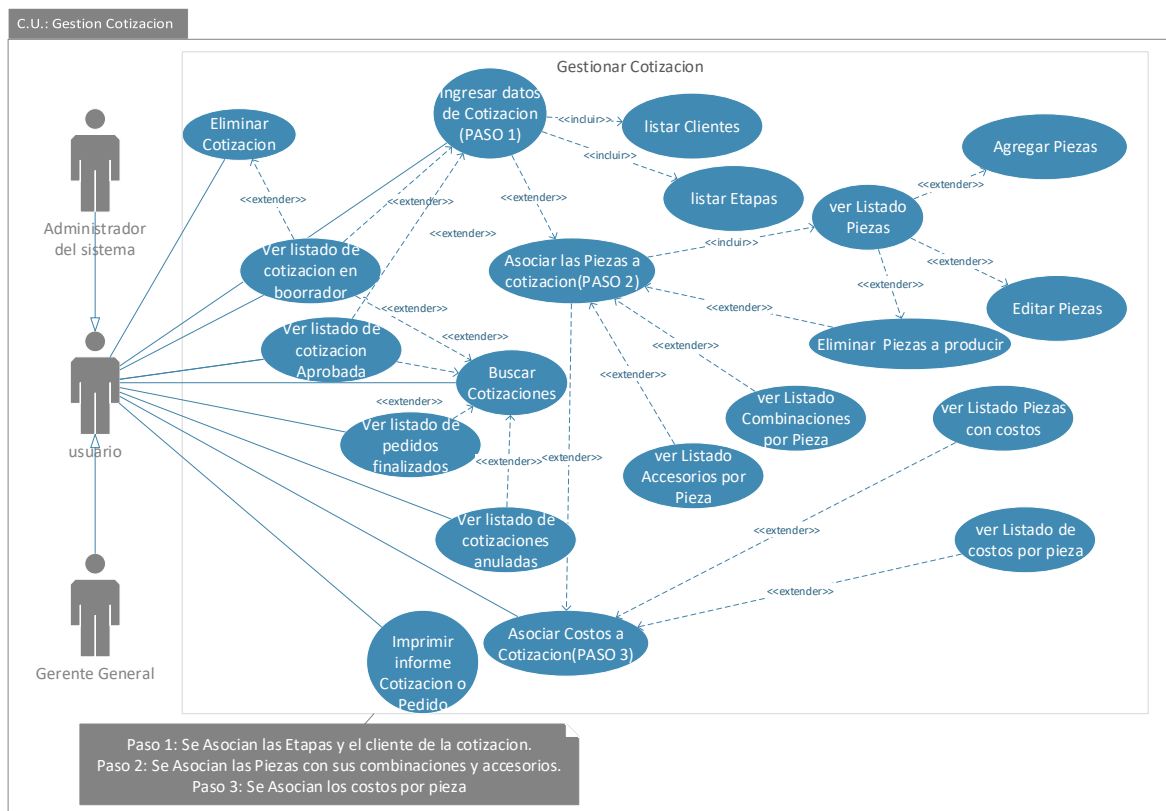 C.U.: Gestion Cotizacion
Gestionar Cotizacion
Ingresar datos
de Cotizacion
(PASO 1)
<<incluir>>
listar Clientes
Eliminar
Cotizacion
<<incluir>>
Agregar Piezas
listar Etapas
<<extender>>
<<extender>>
<<extender>>
<<extender>>
<<extender>>
ver Listado
Piezas
Administrador
del sistema
Ver listado de
cotizacion en
boorrador
Asociar las Piezas a
cotizacion(PASO 2)
<<incluir>>
<<extender>>
<<extender>>
Editar Piezas
<<extender>>
<<extender>>
Ver listado de
cotizacion
Aprobada
<<extender>>
Eliminar Piezas a producir
Buscar
Cotizaciones
<<extender>>
<<extender>>
usuario
<<extender>>
Ver listado de
pedidos
finalizados
ver Listado
Combinaciones
por Pieza
ver Listado Piezas
con costos
<<extender>>
<<extender>>
ver Listado
Accesorios por
Pieza
Ver listado de
cotizaciones
anuladas
<<extender>>
ver Listado de
costos por pieza
<<extender>>
Asociar Costos a
Cotizacion(PASO 3)
Imprimir
informe
Cotizacion o
Pedido
Gerente General
Paso 1: Se Asocian las Etapas y el cliente de la cotizacion.
Paso 2: Se Asocian las Piezas con sus combinaciones y accesorios.
Paso 3: Se Asocian los costos por pieza